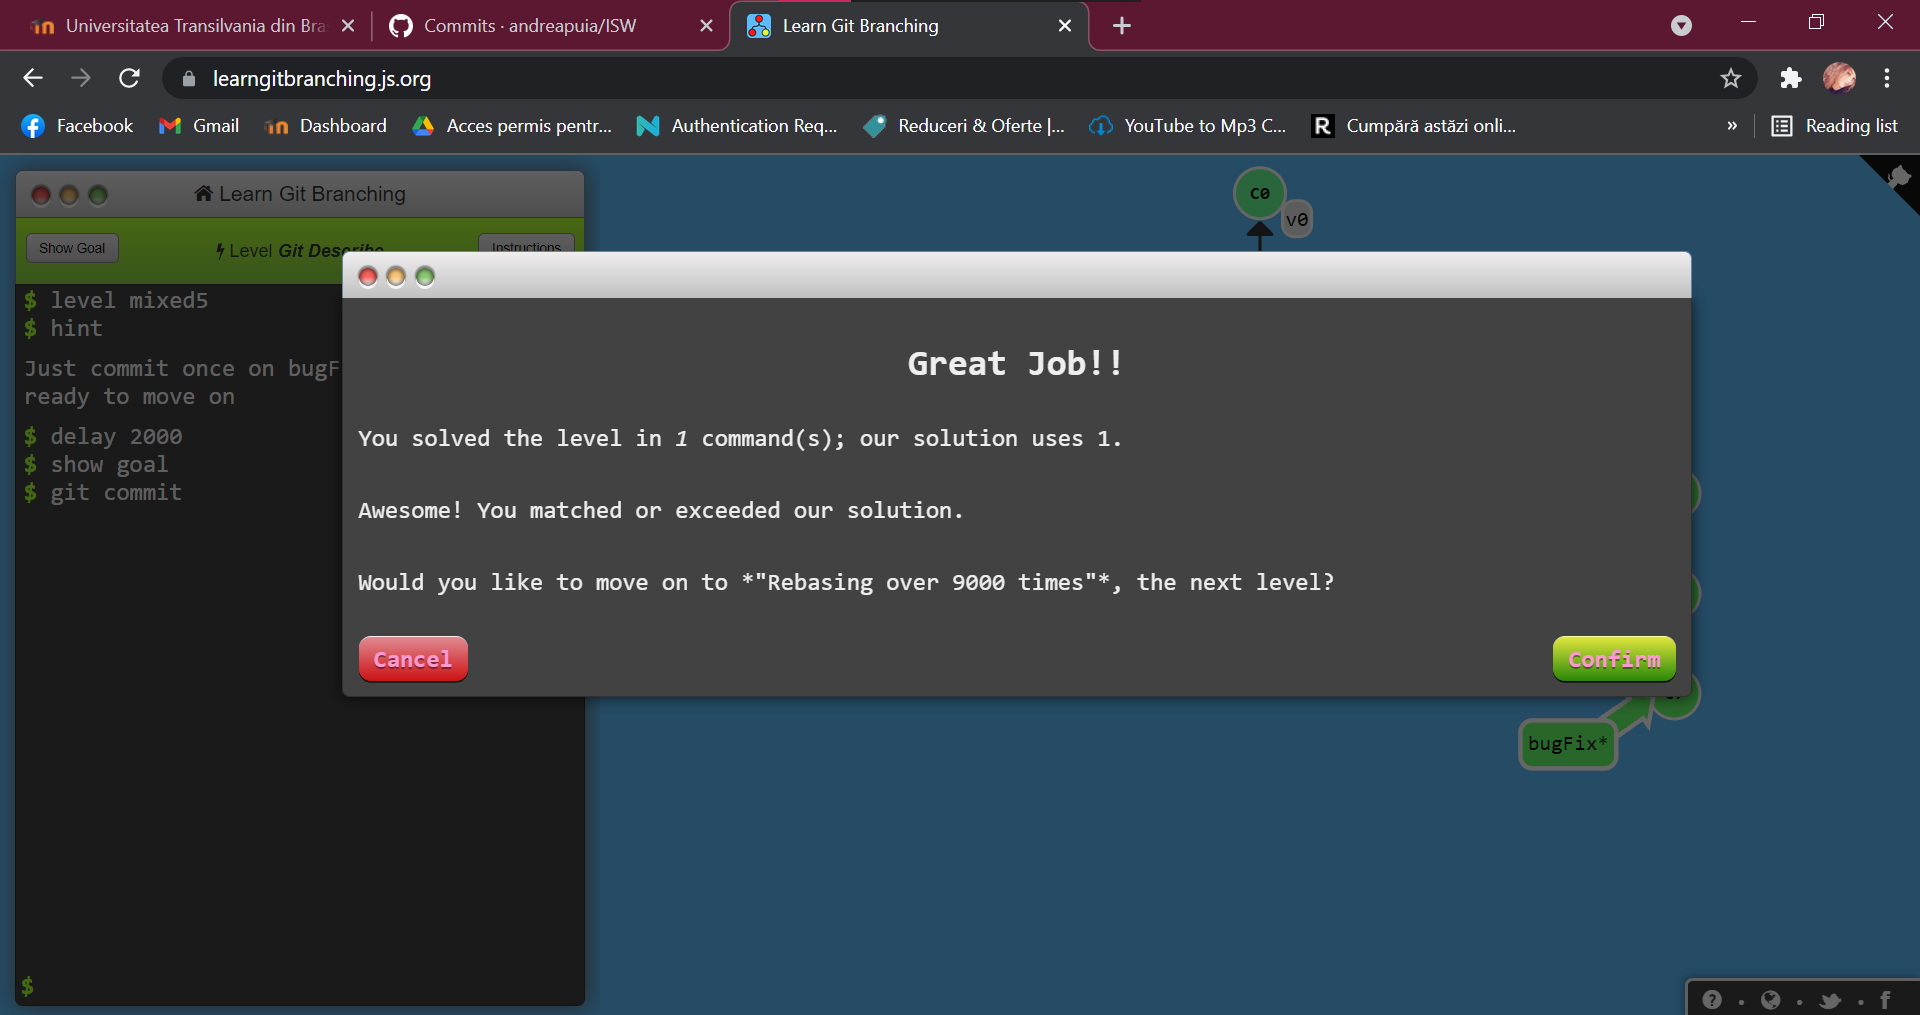 Universitatea Transilvania din Bra
Commits · andreapuia/ISW
Learn Git Branching
learngitbranching.js.org
Facebook
Gmail
Dashboard
Acces permis pentr...
Authentication Req...
Reduceri & Oferte |...
YouTube to Mp3 C...
R
Cumpără astăzi onli...
»
Reading list
Learn Git Branching
Show Goal
Level Git Describe
Instructions
$ level mixed5
$ hint
Just commit once on bugF
ready to move on
$ delay 2000
$ show goal
$ git commit
$
C0
v0
Great Job!!
You solved the level in 1 command(s); our solution uses 1.
Awesome! You matched or exceeded our solution.
Would you like to move on to *"Rebasing over 9000 times"*, the next level?
Cancel
Confirm
bugFix*